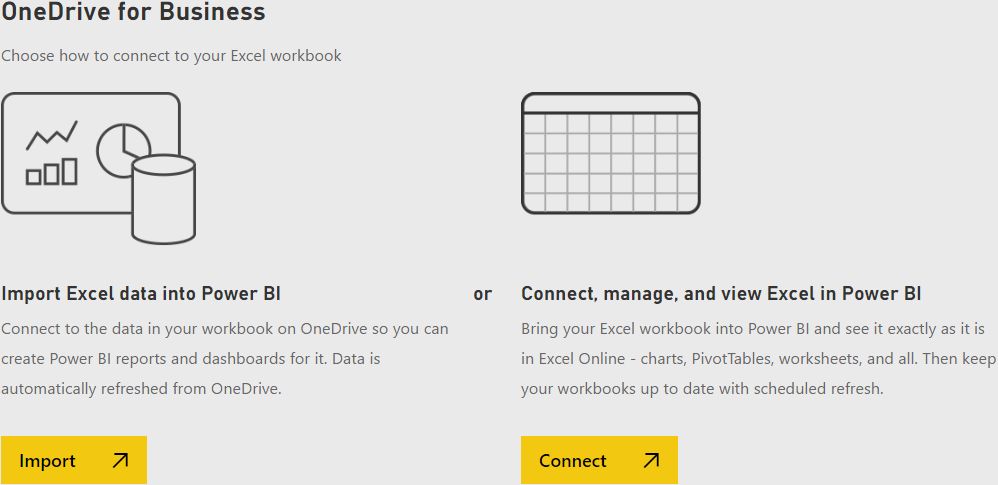 OneDrive for Business
Choose how to connect to your Excel workbook
Import Excel data into Power BI
Connect to the data in your workbook on OneDrive so you can
create Power BI reports and dashboards for it. Data is
automatically refreshed from OneDrive.
Import
or
Connect, manage, and view Excel in Power BI
Bring your Excel workbook into Power BI and see it exactly as it is
in Excel Online - charts, PivotTables, worksheets, and all. Then keep
your workbooks up to date with scheduled refresh.
Connect